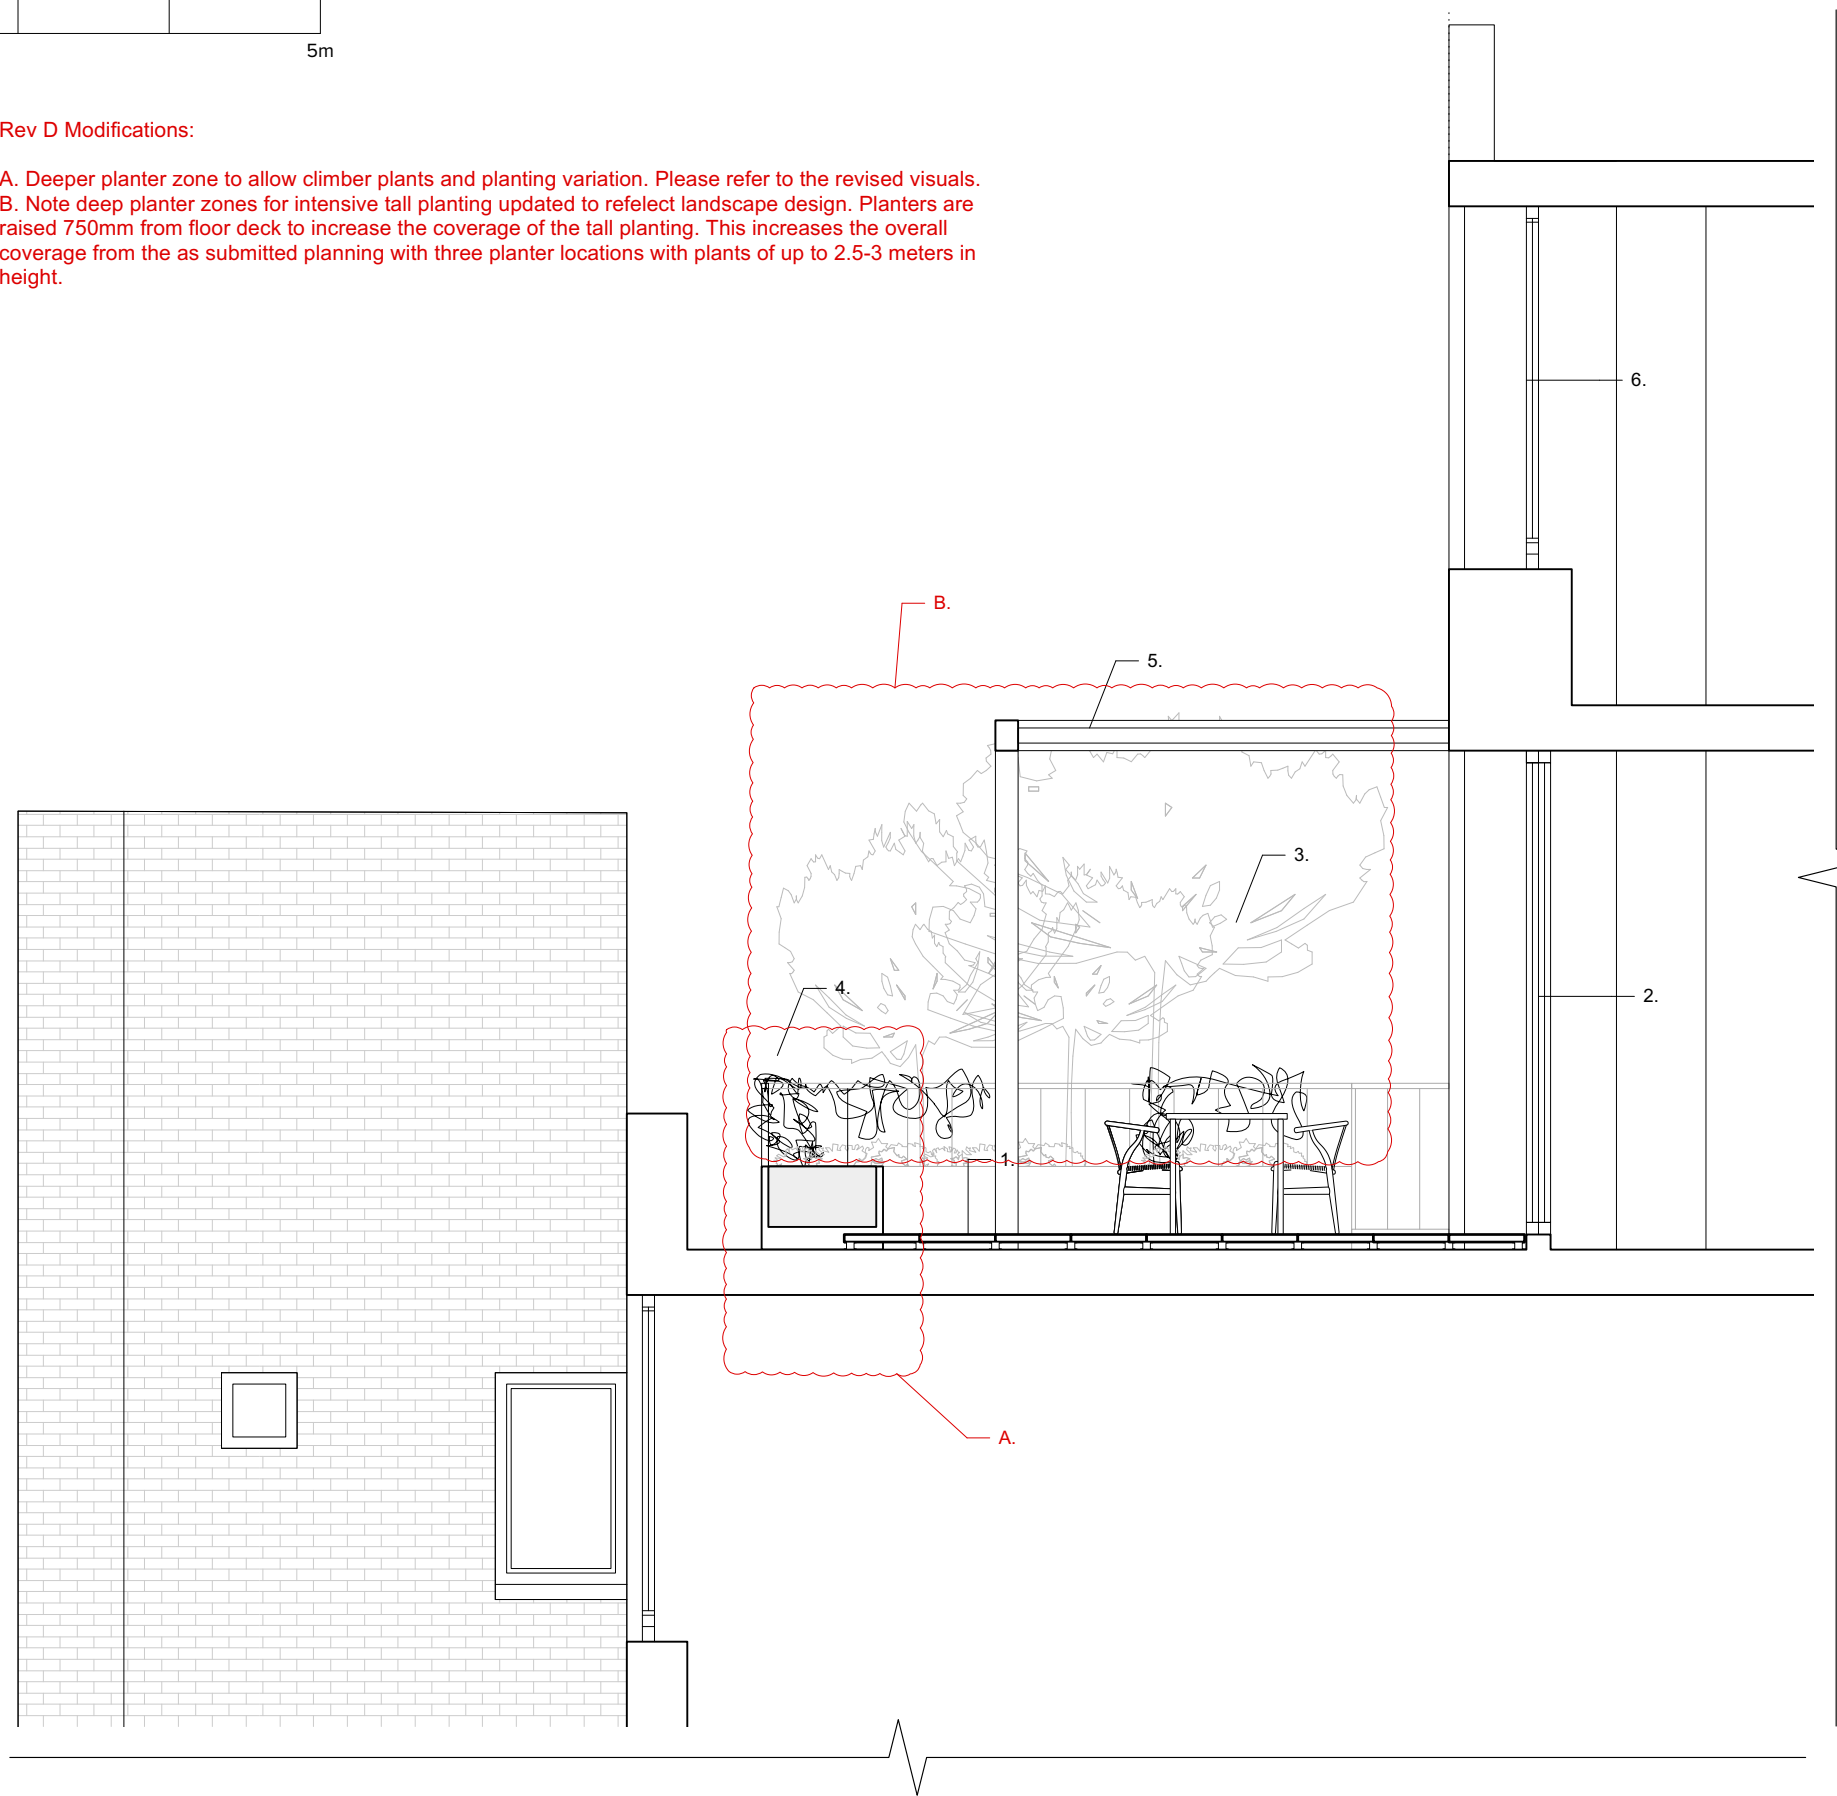 5m
Rev D Modifications:
A. Deeper planter zone to allow climber plants and planting variation. Please refer to the revised visuals.
B. Note deep planter zones for intensive tall planting updated to refelect landscape design. Planters are
raised 750mm from floor deck to increase the coverage of the tall planting. This increases the overall
coverage from the as submitted planning with three planter locations with plants of up to 2.5-3 meters in
height.
6.
B.
5.
3.
4.
2.
1.
A.